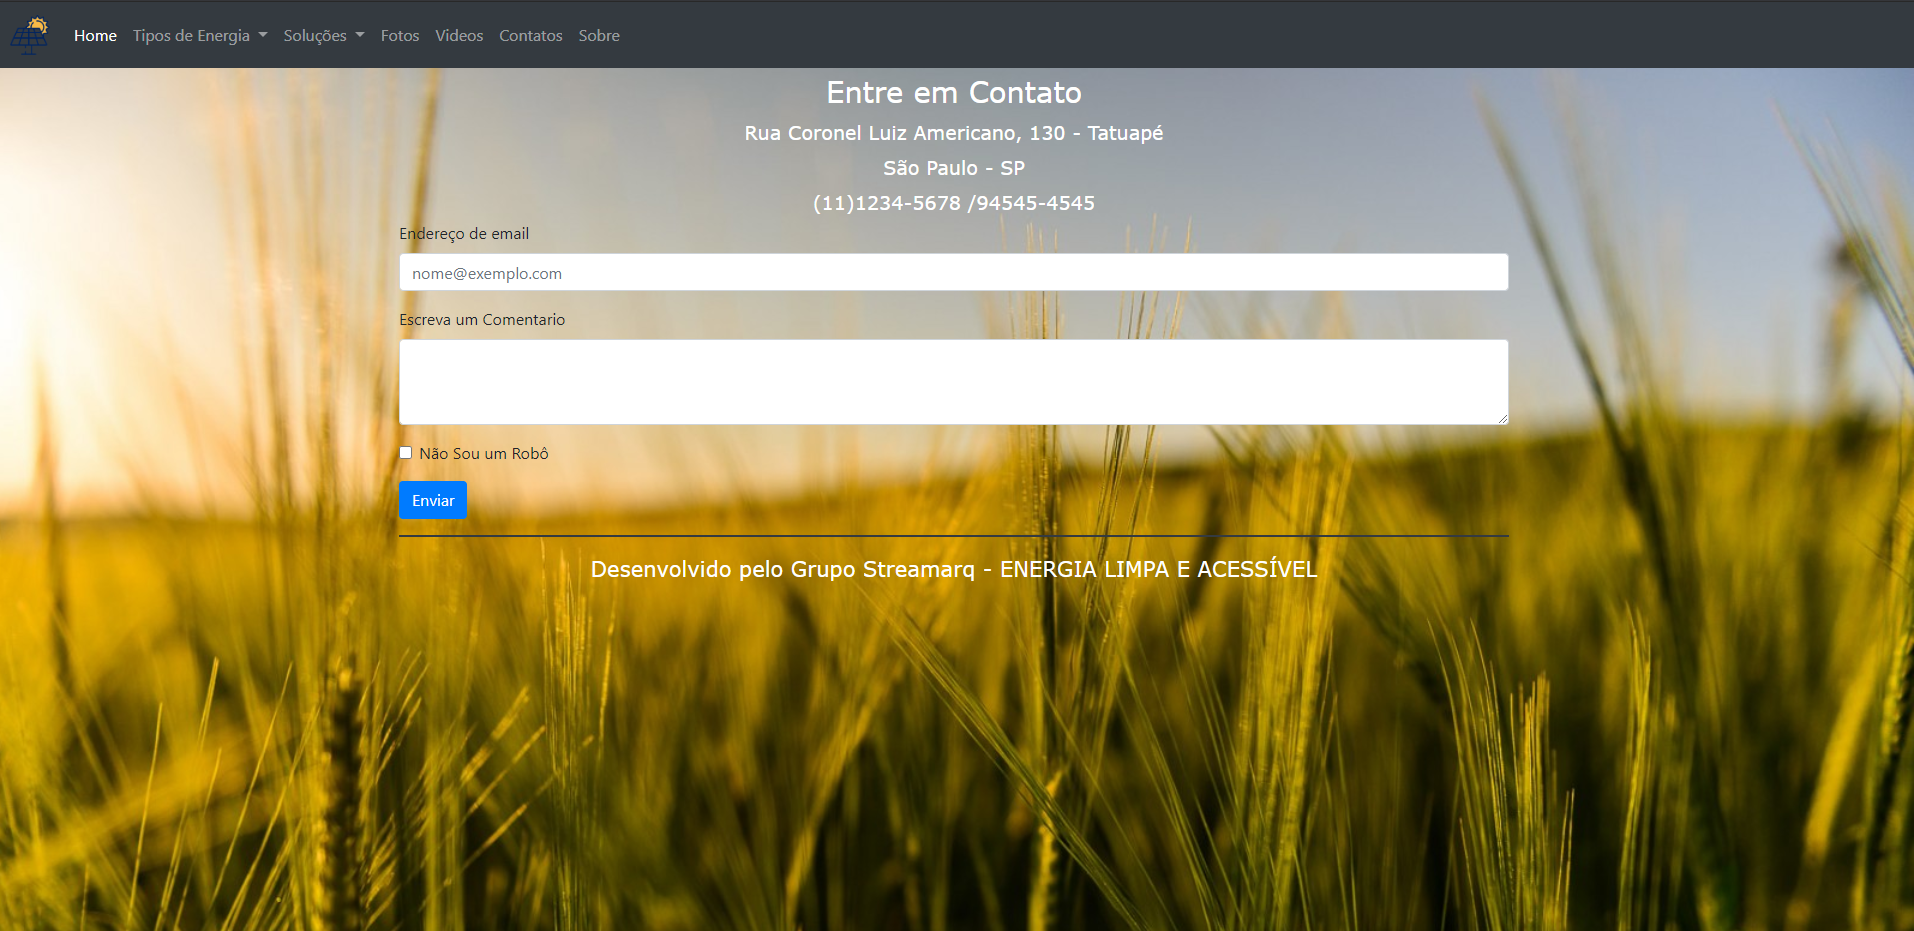 Home Tipos de Energia Soluções Fotos Videos Contatos Sobre
Entre em Contato
Rua Coronel Luiz Americano, 130 - Tatuapé
São Paulo - SP
(11)1234-5678 /94545-4545
Endereço de email
nome@exemplo.com
Escreva um Comentario
Não Sou um Robô
Enviar
Desenvolvido pelo Grupo Streamarq - ENERGIA LIMPA E ACESSÍVEL